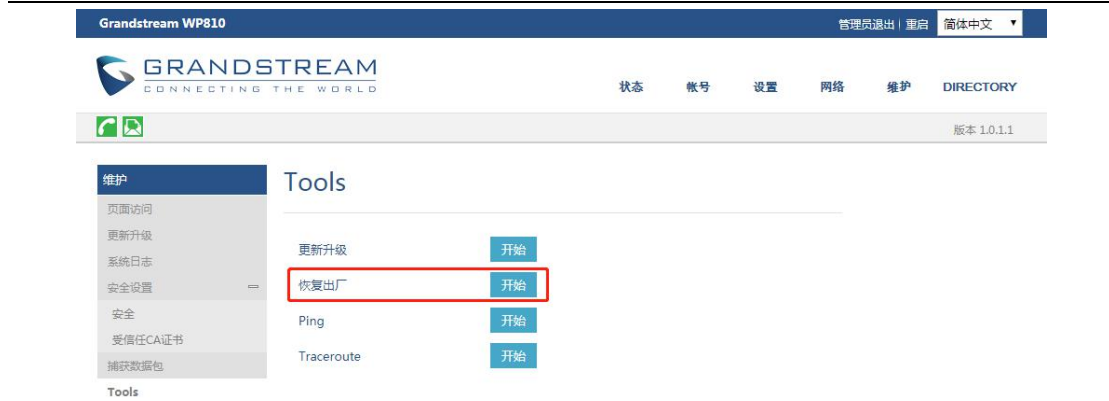 Grandstream WP810 管理员退出 | 重启 简体中文
GRANDSTREAM
CONNECTING THE WORLD
状态 帐号 设置 网络 维护 DIRECTORY
版本 1.0.1.1
维护
页面访问
更新升级
系统日志
安全设置
安全
受信任CA证书
捕获数据包
Tools
Tools
更新升级 开始
恢复出厂 开始
Ping 开始
Traceroute 开始